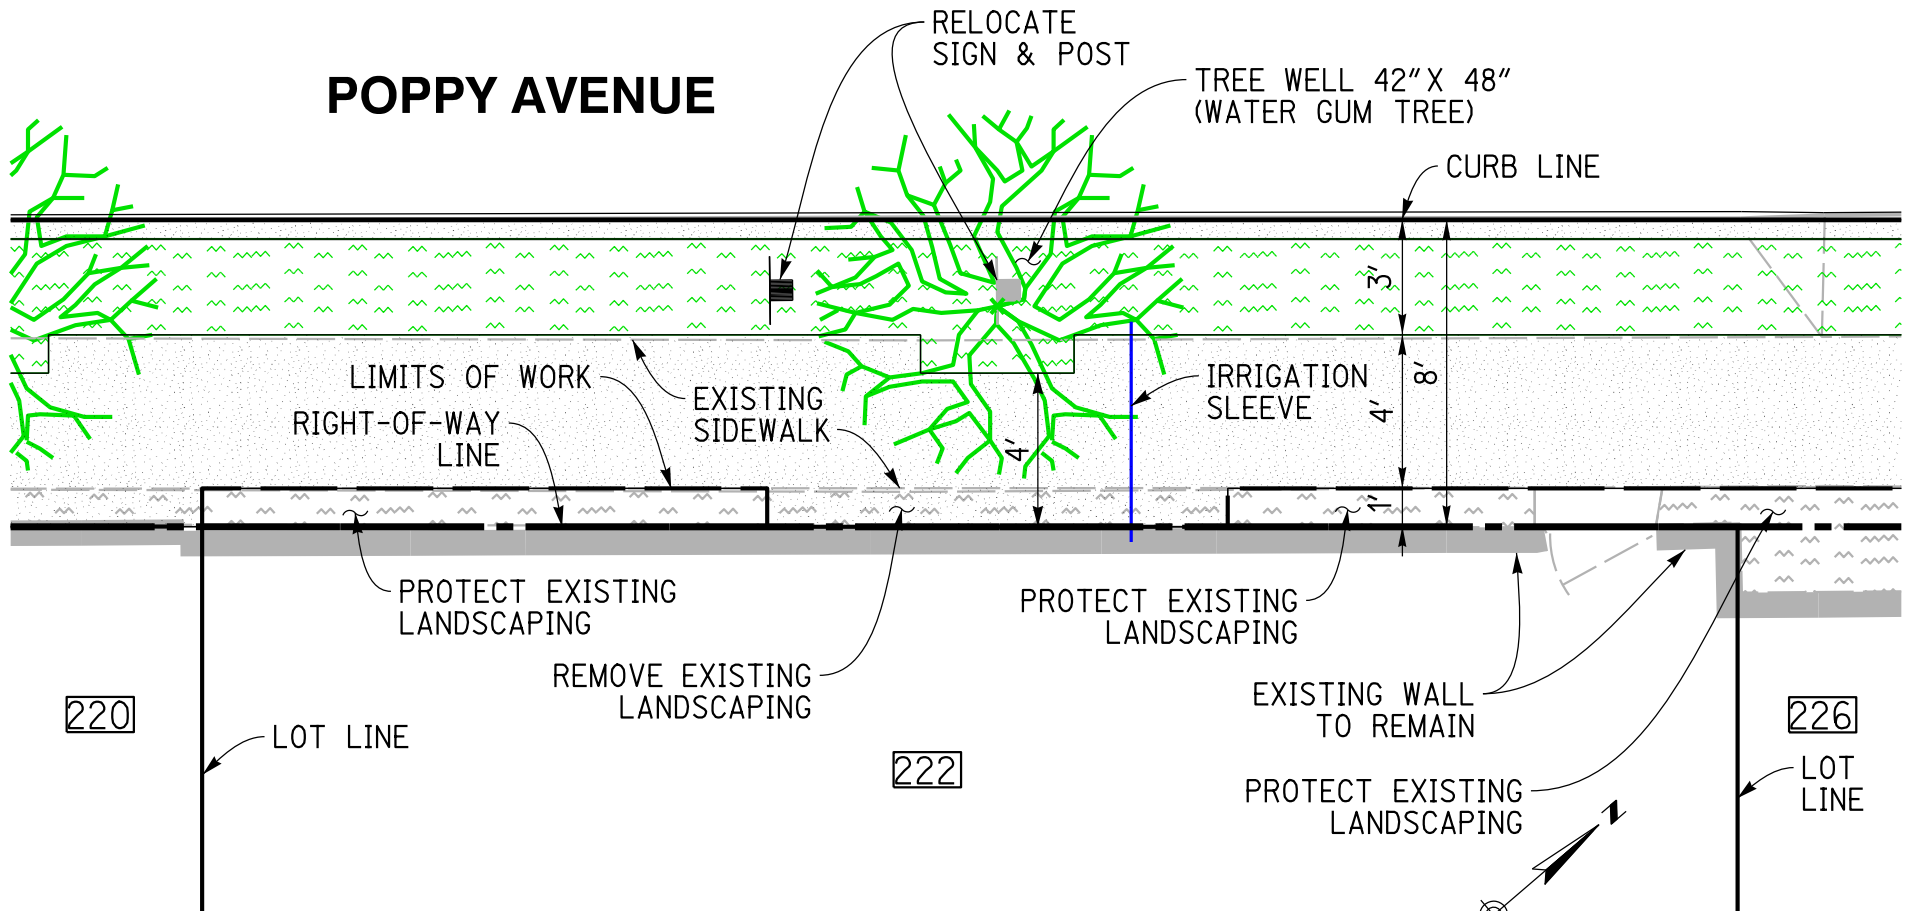 RELOCATE
SIGN & POST
POPPY AVENUE
TREE WELL 42"X 48"
(WATER GUM TREE)
CURB LINE
3'
8'
4'
1'
4'
LIMITS OF WORK
RIGHT-OF-WAY
LINE
EXISTING
SIDEWALK
IRRIGATION
SLEEVE
PROTECT EXISTING
LANDSCAPING
REMOVE EXISTING
LANDSCAPING
PROTECT EXISTING
LANDSCAPING
EXISTING WALL
TO REMAIN
220
LOT LINE
222
226
PROTECT EXISTING
LANDSCAPING
LOT
LINE
N